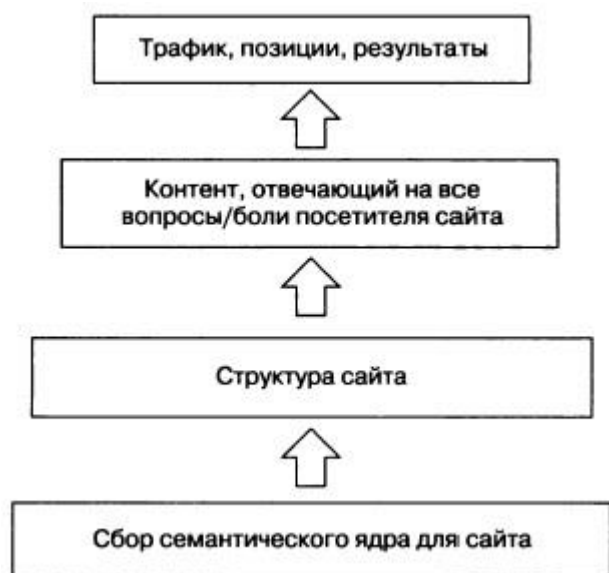 Трафик, позиции, результаты
Контент, отвечающий на все
вопросы/боли посетителя сайта
Структура сайта
Сбор семантического ядра для сайта